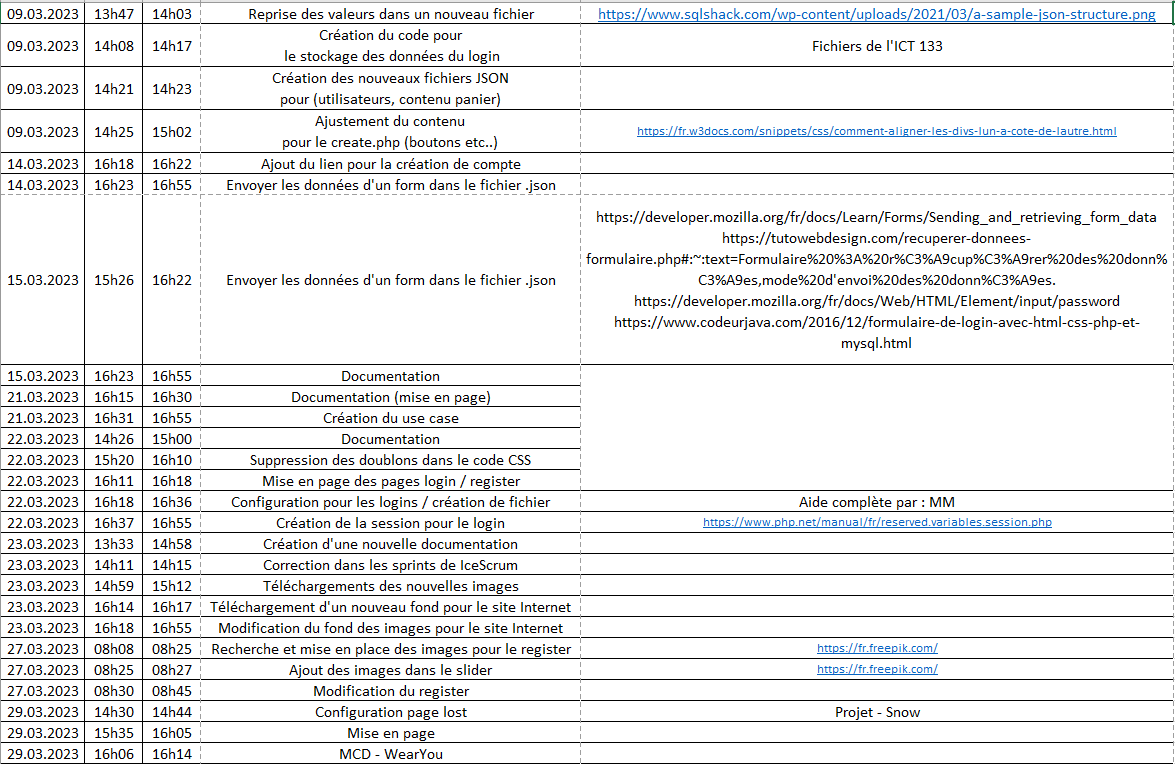 09.03.2023 13h47 14h03 Reprise des valeurs dans un nouveau fichier https://www.sqlshack.com/wp-content/uploads/2021/03/a-sample-json-structure.png
09.03.2023 14h08 14h17 Création du code pour
le stockage des données du login Fichiers de l'ICT 133
09.03.2023 14h21 14h23 Création des nouveaux fichiers JSON
pour (utilisateurs, contenu panier)
09.03.2023 14h25 15h02 Ajustement du contenu
pour le create.php (boutons etc..) https://fr.w3docs.com/snippets/css/comment-aligner-les-divs-lun-a-cote-de-lautre.html
14.03.2023 16h18 16h22 Ajout du lien pour la création de compte
14.03.2023 16h23 16h55 Envoyer les données d'un form dans le fichier .json
15.03.2023 15h26 16h22 Envoyer les données d'un form dans le fichier .json
https://developer.mozilla.org/fr/docs/Learn/Forms/Sending_and_retrieving_form_data
https://tutowebdesign.com/recuperer-donnees-
formulaire.php#:~:text=Formulaire%20%3A%20r%C3%A9cup%C3%A9rer%20des%20donn%
C3%A9es,mode%20d'envoi%20des%20donn%C3%A9es.
https://developer.mozilla.org/fr/docs/Web/HTML/Element/input/password
https://www.codeurjava.com/2016/12/formulaire-de-login-avec-html-css-php-et-
mysql.html
15.03.2023 16h23 16h55 Documentation
21.03.2023 16h15 16h30 Documentation (mise en page)
21.03.2023 16h31 16h55 Création du use case
22.03.2023 14h26 15h00 Documentation
22.03.2023 15h20 16h10 Suppression des doublons dans le code CSS
22.03.2023 16h11 16h18 Mise en page des pages login / register
22.03.2023 16h18 16h36 Configuration pour les logins / création de fichier Aide complète par : MM
22.03.2023 16h37 16h55 Création de la session pour le login https://www.php.net/manual/fr/reserved.variables.session.php
23.03.2023 13h33 14h58 Création d'une nouvelle documentation
23.03.2023 14h11 14h15 Correction dans les sprints de IceScrum
23.03.2023 14h59 15h12 Téléchargements des nouvelles images
23.03.2023 16h14 16h17 Téléchargement d'un nouveau fond pour le site Internet
23.03.2023 16h18 16h55 Modification du fond des images pour le site Internet
27.03.2023 08h08 08h25 Recherche et mise en place des images pour le register https://fr.freepik.com/
27.03.2023 08h25 08h27 Ajout des images dans le slider https://fr.freepik.com/
27.03.2023 08h30 08h45 Modification du register
29.03.2023 14h30 14h44 Configuration page lost Projet - Snow
29.03.2023 15h35 16h05 Mise en page
29.03.2023 16h06 16h14 MCD - WearYou